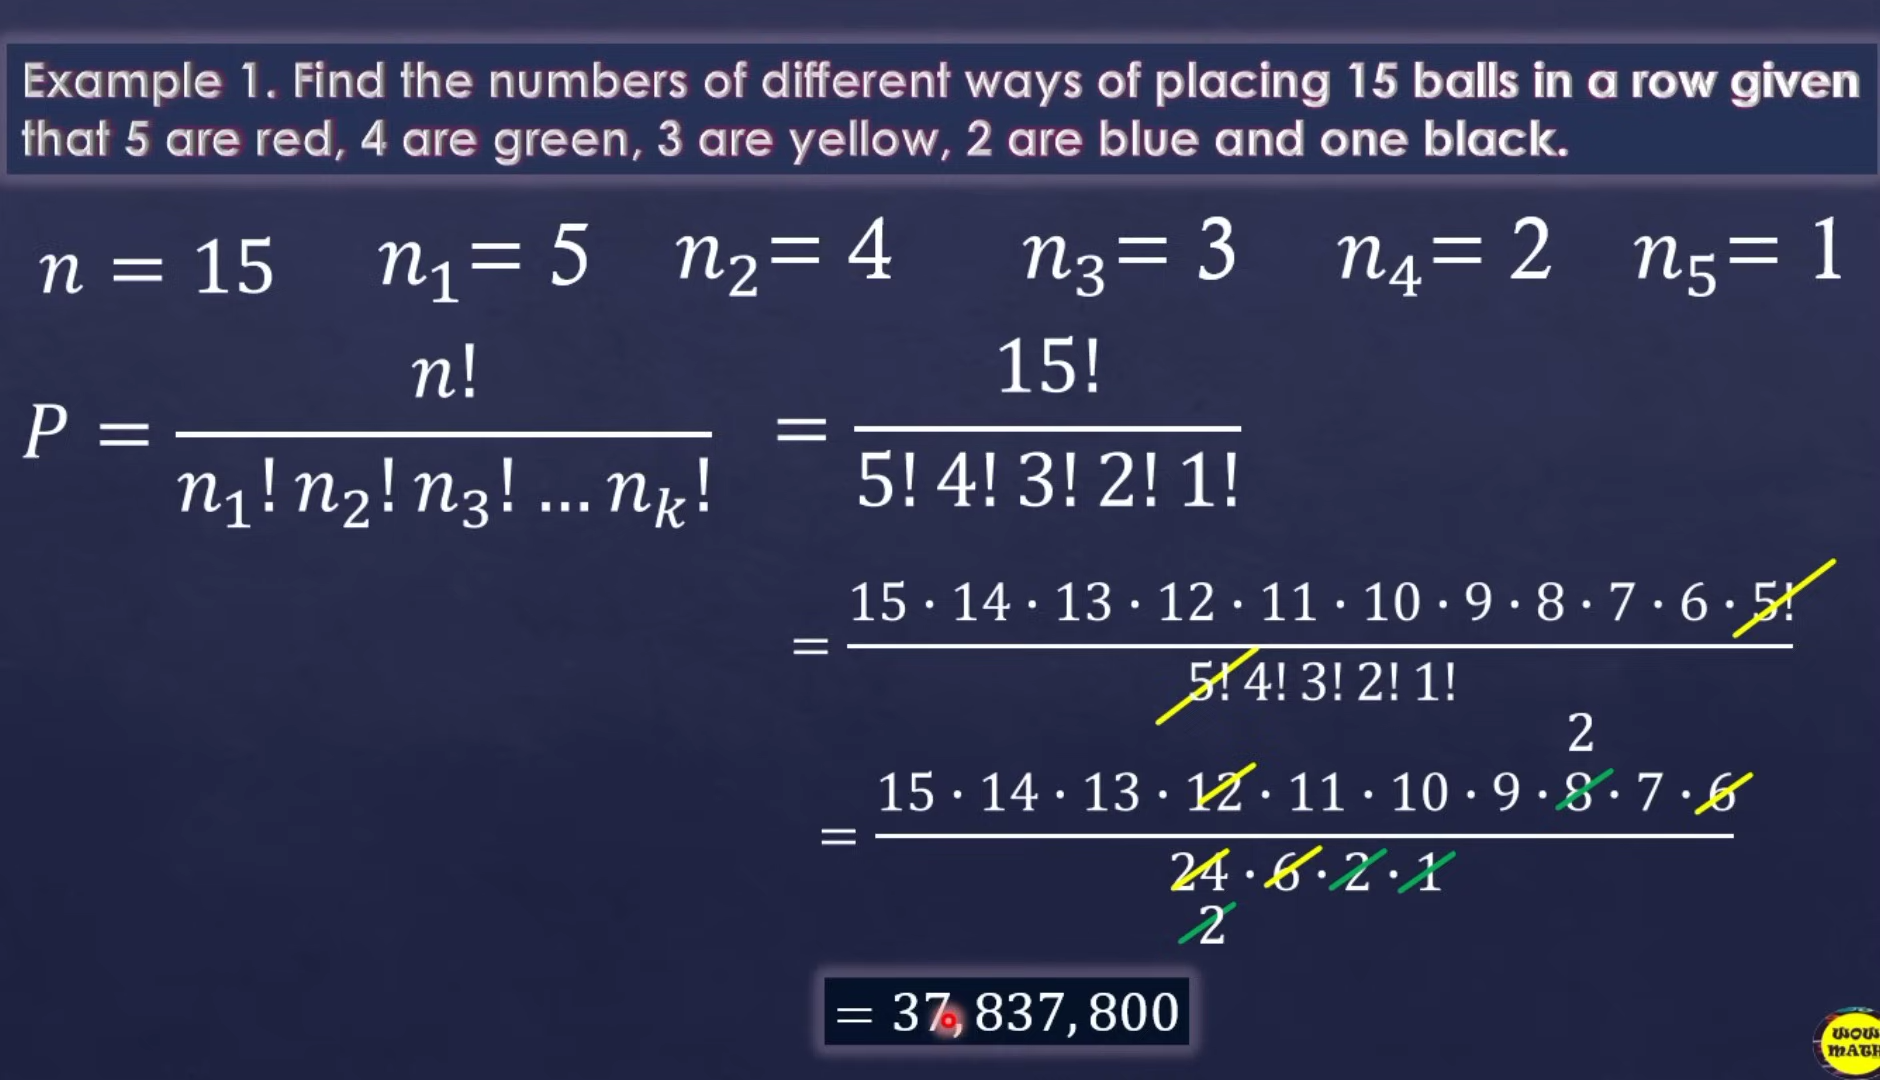 Example 1. Find the numbers of different ways of placing 15 balls in a row given
that 5 are red, 4 are green, 3 are yellow, 2 are blue and one black.
n = 15 n₁= 5 n₂= 4 n₃= 3 n₄= 2 n₅= 1
n! 15!
P = =
n₁! n₂! n₃! ... nₖ! 5! 4! 3! 2! 1!
15 · 14 · 13 · 12 · 11 · 10 · 9 · 8 · 7 · 6 · 5!
=
5! 4! 3! 2! 1!
2
15 · 14 · 13 · 12 · 11 · 10 · 9 · 8 · 7 · 6
=
24 · 6 · 2 · 1
2
= 37,837,800
WOW
MATH